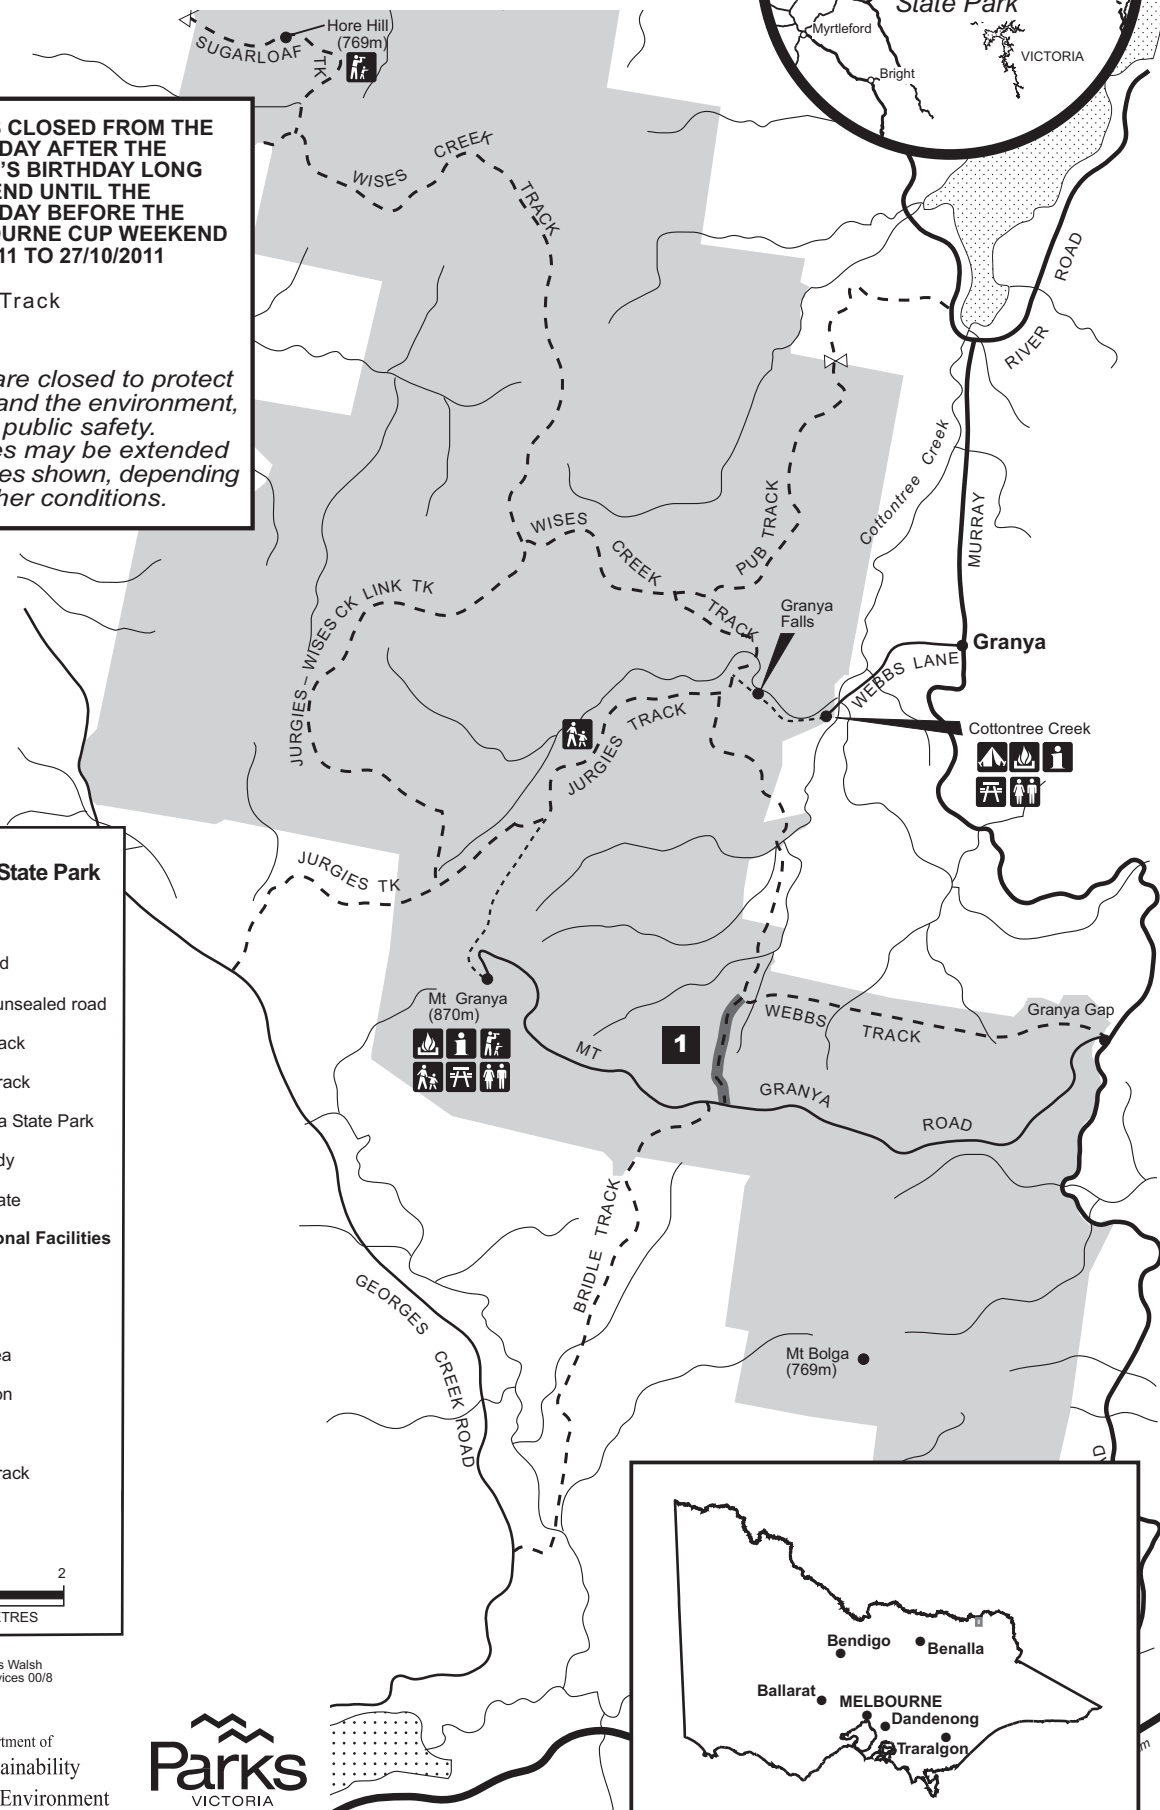 State Park
Myrtleford
VICTORIA
Bright
Hore Hill
(769m)
SUGARLOAF TK
CLOSED FROM THE
DAY AFTER THE
'S BIRTHDAY LONG
END UNTIL THE
DAY BEFORE THE
OURNE CUP WEEKEND
11 TO 27/10/2011
Track
are closed to protect
and the environment,
public safety.
es may be extended
es shown, depending
her conditions.
WISES CREEK TRACK
ROAD
RIVER
MURRAY
Cottontree Creek
PUB TRACK
WISES CREEK TRACK
JURGIES – WISES CK LINK TK
Granya
Falls
Granya
WEBBS LANE
Cottontree Creek
JURGIES TRACK
JURGIES TK
State Park
d
unsealed road
ack
rack
a State Park
dy
ate
onal Facilities
ea
on
rack
2
ETRES
s Walsh
vices 00/8
Mt Granya
(870m)
1
WEBBS TRACK
Granya Gap
MT GRANYA ROAD
BRIDLE TRACK
GEORGES CREEK ROAD
Mt Bolga
(769m)
AD
Bendigo
Benalla
Ballarat
MELBOURNE
Dandenong
Traralgon
m
rtment of
ainability
Environment
Parks
VICTORIA